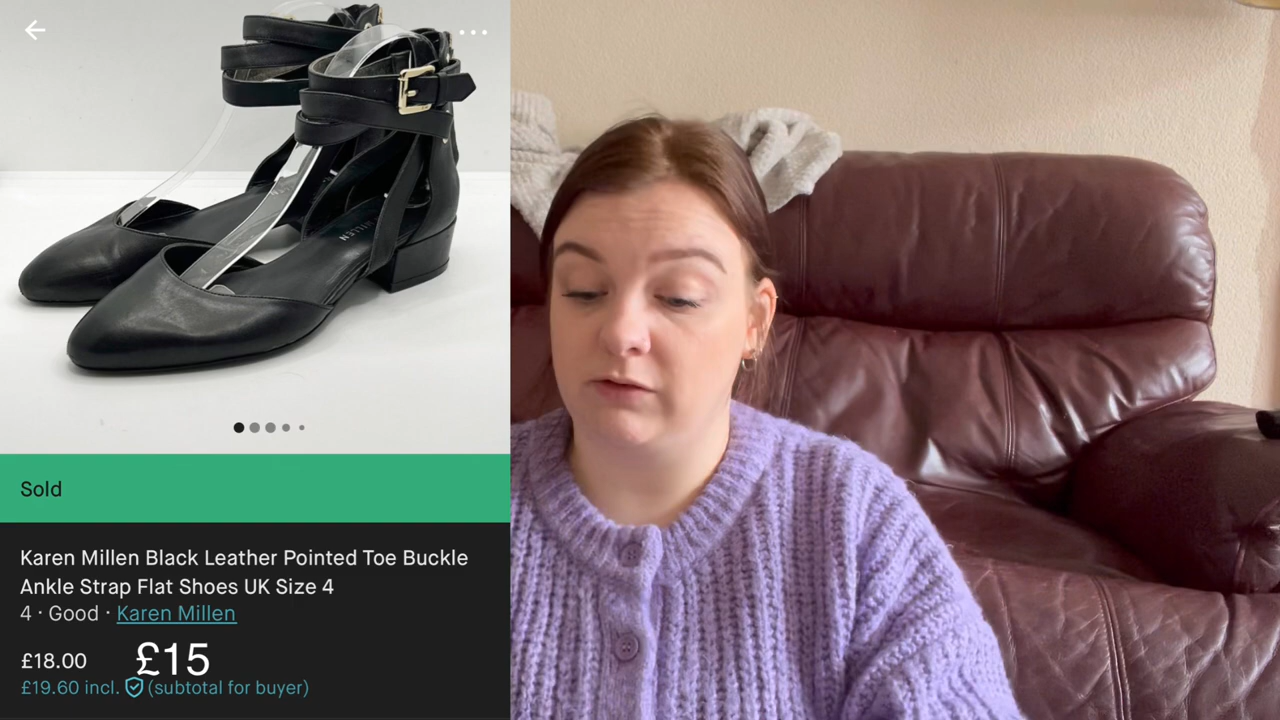 MILLEN
Sold
Karen Millen Black Leather Pointed Toe Buckle
Ankle Strap Flat Shoes UK Size 4
4 · Good · Karen Millen
£18.00 £15
£19.60 incl. (subtotal for buyer)